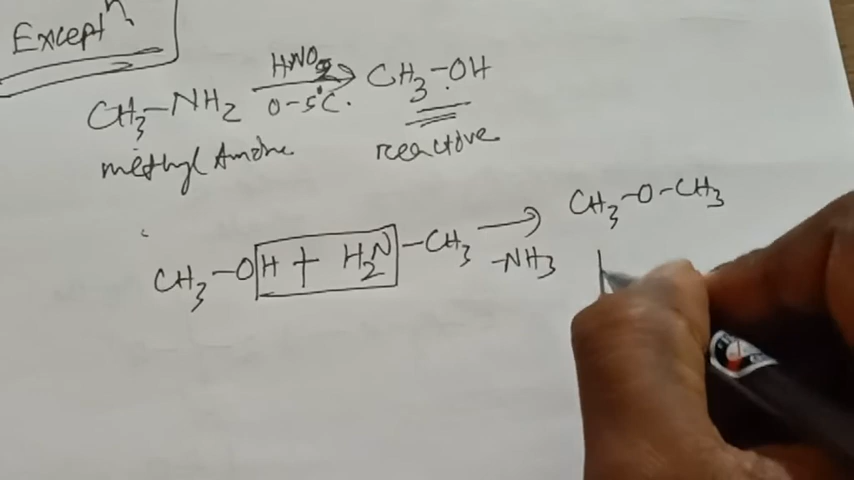 Exceptⁿ
CH₃-NH₂ HNO₂ 0-5°C. CH₃-OH
methyl Amine reactive
CH₃-OH + H₂N-CH₃ -NH₃ CH₃-O-CH₃